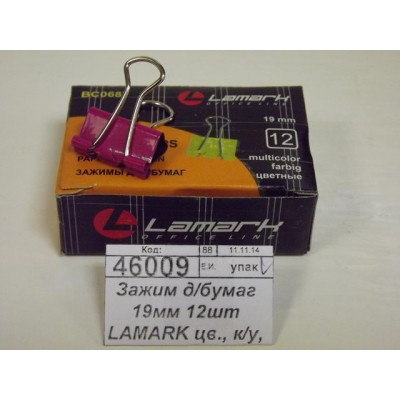 BC068
Lamark
OFFICE LINE
19 mm
12
multicolor
farbig
цветные
ЗАЖИМЫ Д/БУМАГ
Lamark
OFFICE LINE
Код: 88 11.11.14
46009 Е.И. упак
Зажим д/бумаг
19мм 12шт
LAMARK цв., к/у,